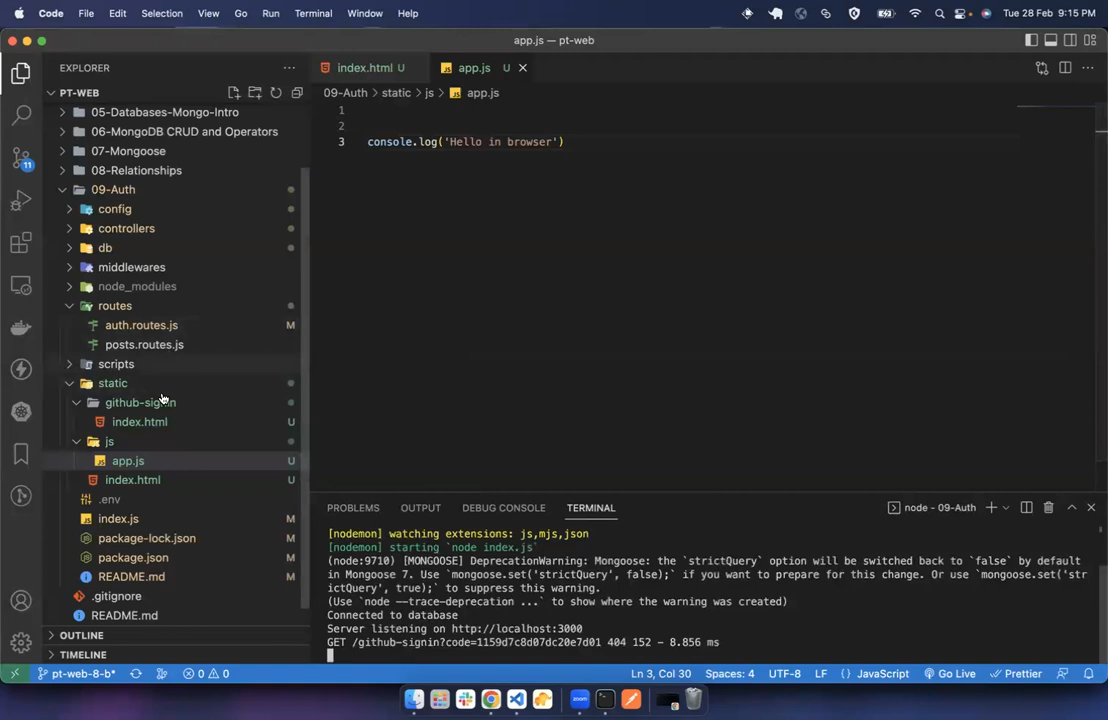 Code File Edit Selection View Go Run Terminal Window Help Tue 28 Feb 9:15 PM
app.js — pt-web
EXPLORER
index.html U
app.js U
PT-WEB
09-Auth > static > js > app.js
05-Databases-Mongo-Intro
06-MongoDB CRUD and Operators
07-Mongoose
08-Relationships
09-Auth
config
controllers
db
middlewares
node_modules
routes
auth.routes.js M
posts.routes.js
scripts
static
github-signin
index.html U
js
app.js U
index.html U
.env
index.js M
package-lock.json M
package.json M
README.md M
.gitignore
README.md
OUTLINE
TIMELINE
11
1
2
3 console.log('Hello in browser')
PROBLEMS OUTPUT DEBUG CONSOLE TERMINAL node - 09-Auth
[nodemon] watching extensions: js,mjs,json
[nodemon] starting `node index.js`
(node:9710) [MONGOOSE] DeprecationWarning: Mongoose: the `strictQuery` option will be switched back to `false` by default
in Mongoose 7. Use `mongoose.set('strictQuery', false);` if you want to prepare for this change. Or use `mongoose.set('str
ictQuery', true);` to suppress this warning.
(Use `node --trace-deprecation ...` to show where the warning was created)
Connected to database
Server listening on http://localhost:3000
GET /github-signin?code=1159d7c8d07dc20e7d01 404 152 - 8.856 ms
pt-web-8-b* 0 0 Ln 3, Col 30 Spaces: 4 UTF-8 LF {} JavaScript Go Live Prettier
zoom